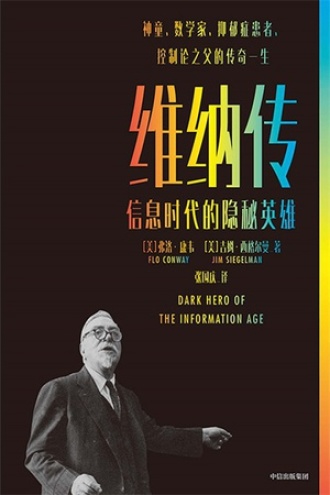 神童、数学家、抑郁症患者、
控制论之父的传奇一生
维纳传
信息时代的隐秘英雄
[美]弗洛·康韦 [美]吉姆·西格尔曼 著
FLO CONWAY JIM SIEGELMAN
张国庆 译
DARK HERO OF
THE INFORMATION AGE
中信出版集团